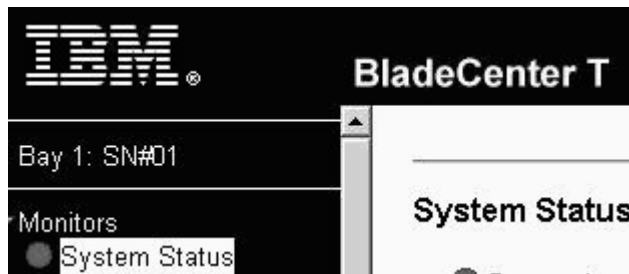 IBM®
BladeCenter T
Bay 1: SN#01
Monitors
System Status
System Status